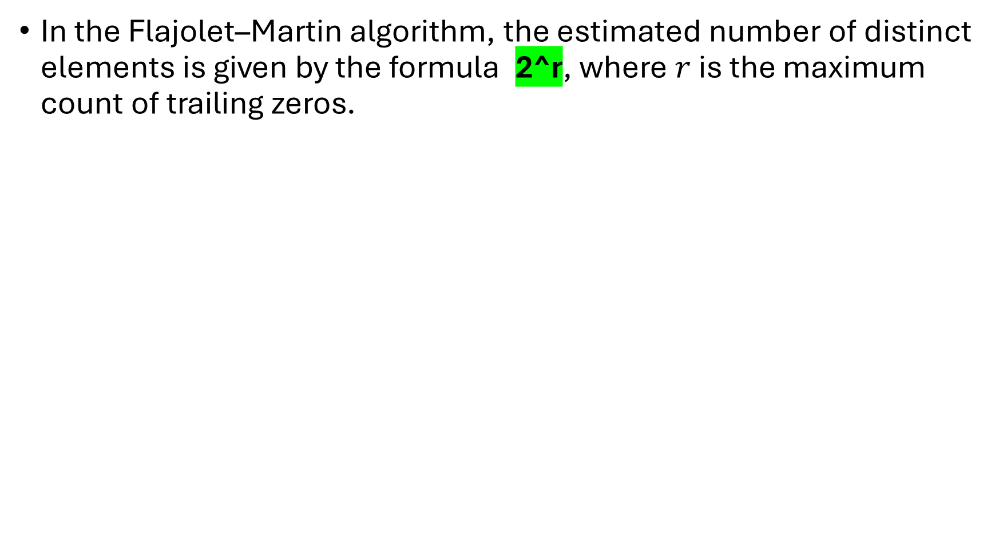 • In the Flajolet–Martin algorithm, the estimated number of distinct
elements is given by the formula 2^r, where r is the maximum
count of trailing zeros.